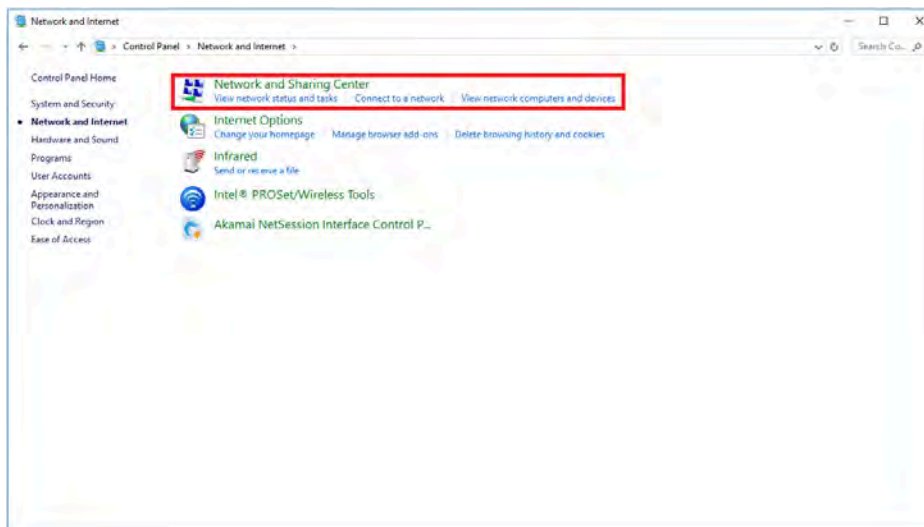 Network and Internet
Control Panel > Network and Internet >
Search Co...
Control Panel Home
System and Security
Network and Internet
Hardware and Sound
Programs
User Accounts
Appearance and
Personalization
Clock and Region
Ease of Access
Network and Sharing Center
View network status and tasks
Connect to a network
View network computers and devices
Internet Options
Change your homepage
Manage browser add-ons
Delete browsing history and cookies
Infrared
Send or receive a file
Intel® PROSet/Wireless Tools
Akamai NetSession Interface Control P...